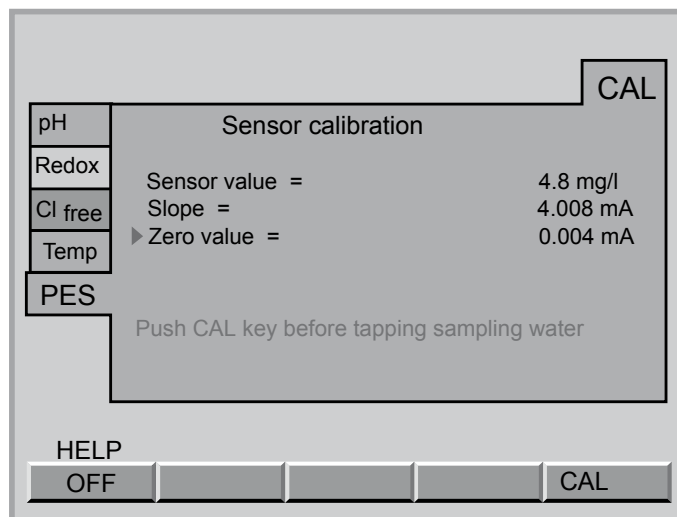 CAL
pH
Redox
Cl free
Temp
PES
Sensor calibration
Sensor value = 4.8 mg/l
Slope = 4.008 mA
Zero value = 0.004 mA
Push CAL key before tapping sampling water
HELP
OFF
CAL